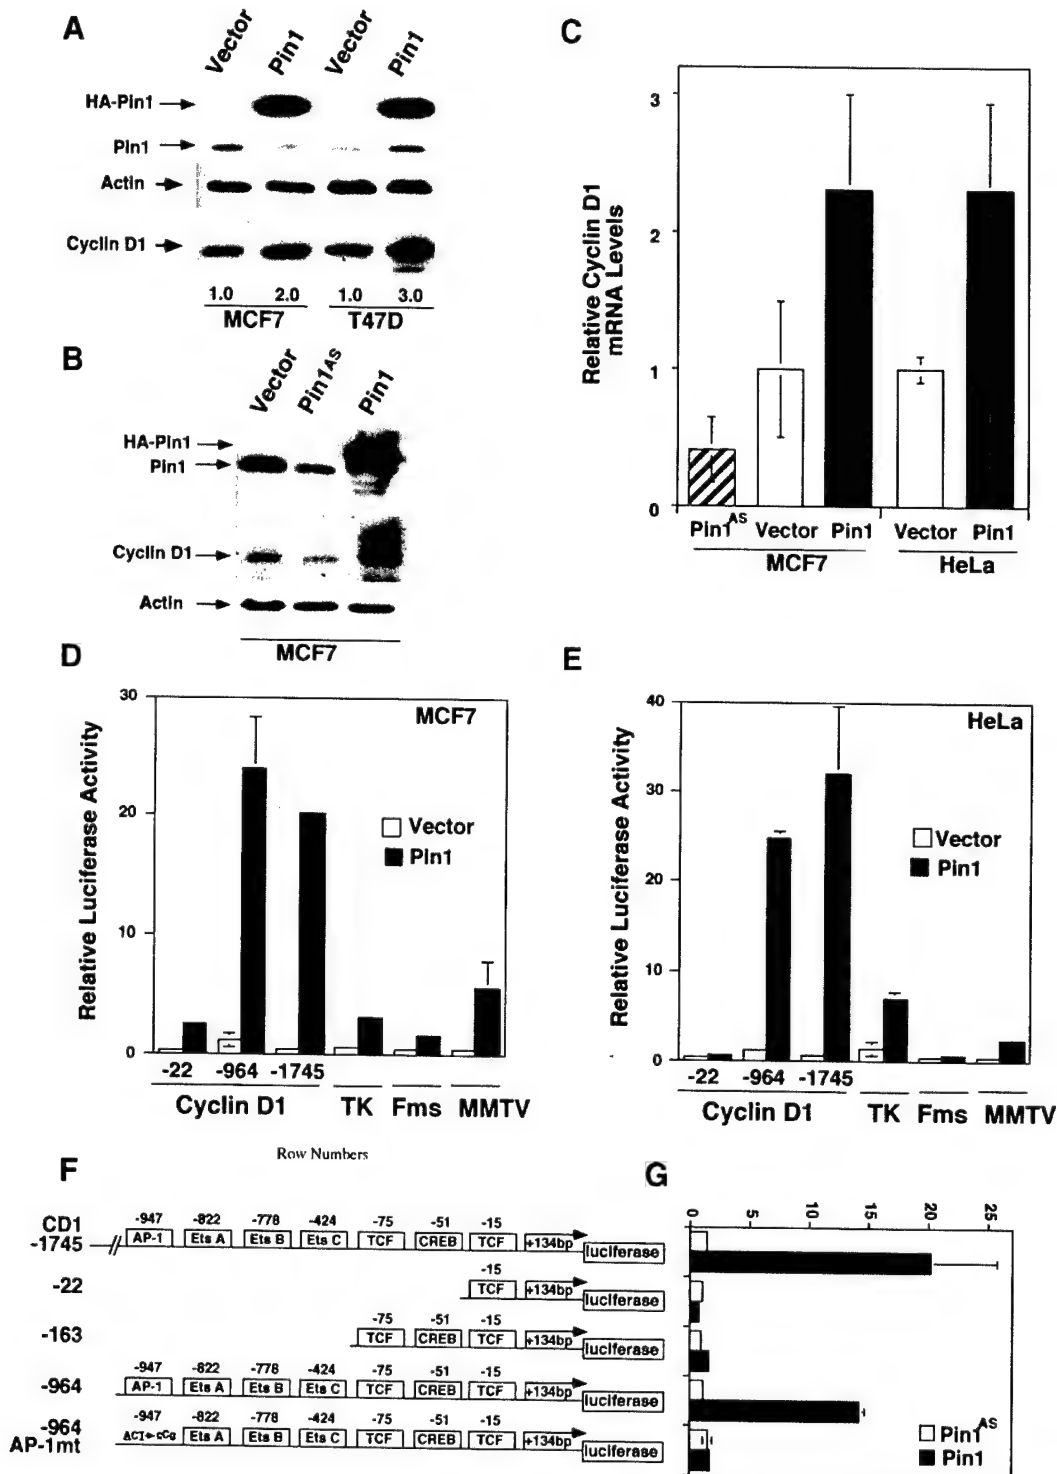 A
Vector
Pin1
Vector
Pin1
HA-Pin1
Pin1
Actin
Cyclin D1
1.0 2.0 1.0 3.0
MCF7 T47D
B
Vector
Pin1AS
Pin1
HA-Pin1
Pin1
Cyclin D1
Actin
MCF7
C
Relative Cyclin D1
mRNA Levels
3
2
1
0
Pin1AS Vector Pin1 Vector Pin1
MCF7 HeLa
D
MCF7
Relative Luciferase Activity
30
20
10
0
Vector
Pin1
-22 -964 -1745
Cyclin D1 TK Fms MMTV
E
HeLa
Relative Luciferase Activity
40
30
20
10
0
Vector
Pin1
-22 -964 -1745
Cyclin D1 TK Fms MMTV
Row Numbers
F
CD1
-1745
-947 -822 -778 -424 -75 -51 -15
AP-1 Ets A Ets B Ets C TCF CREB TCF +134bp
luciferase
-22
-15
TCF +134bp
luciferase
-163
-75 -51 -15
TCF CREB TCF +134bp
luciferase
-964
-947 -822 -778 -424 -75 -51 -15
AP-1 Ets A Ets B Ets C TCF CREB TCF +134bp
luciferase
-964
AP-1mt
-947 -822 -778 -424 -75 -51 -15
Ets A Ets B Ets C TCF CREB TCF +134bp
luciferase
G
0 5 10 15 20 25
Pin1AS
Pin1